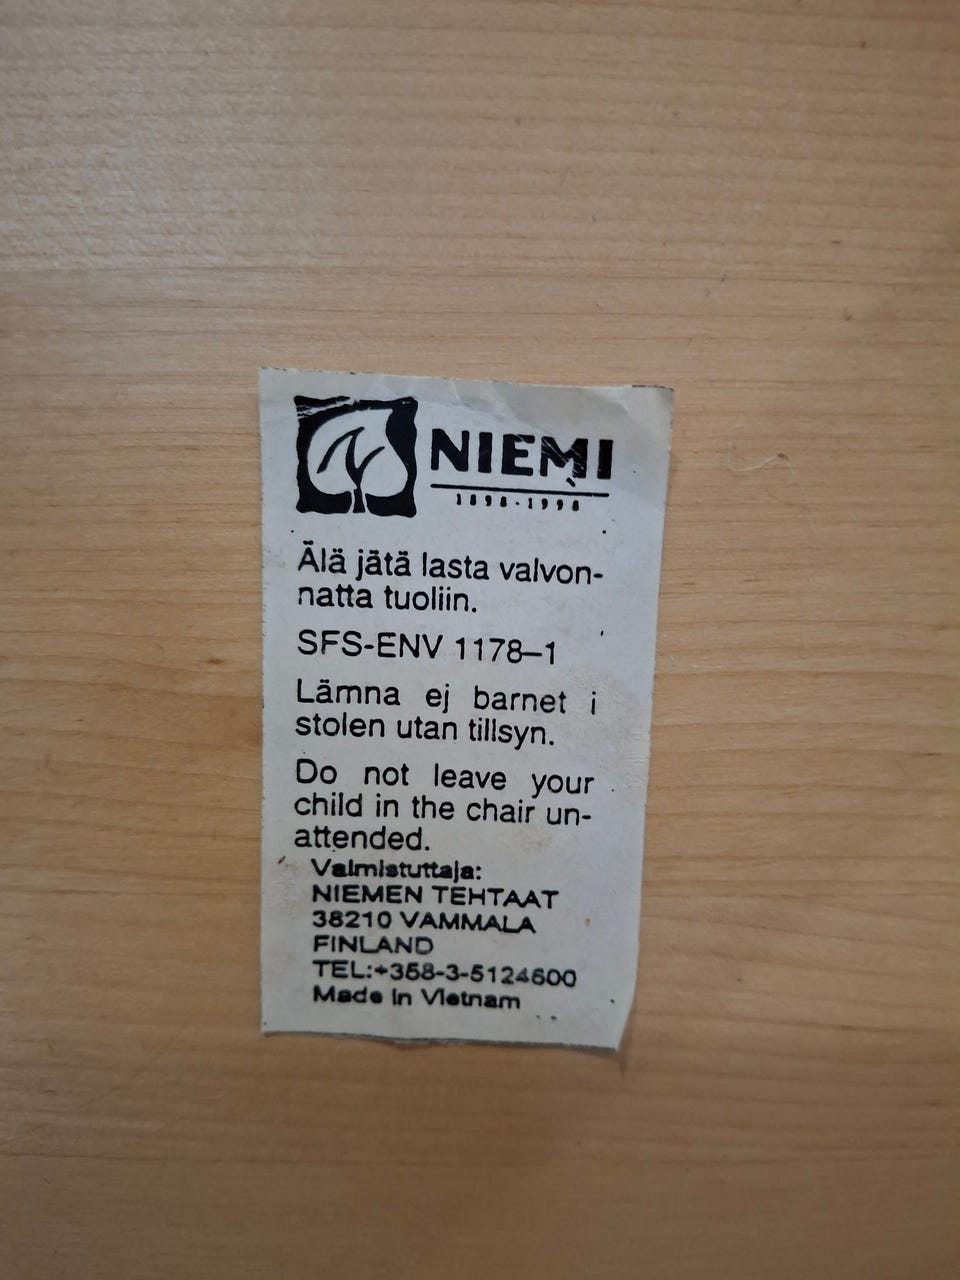 NIEMI
1898-1998
Älä jätä lasta valvon-
natta tuoliin.
SFS-ENV 1178–1
Lämna ej barnet i
stolen utan tillsyn.
Do not leave your
child in the chair un-
attended.
Valmistuttaja:
NIEMEN TEHTAAT
38210 VAMMALA
FINLAND
TEL:+358-3-5124600
Made in Vietnam